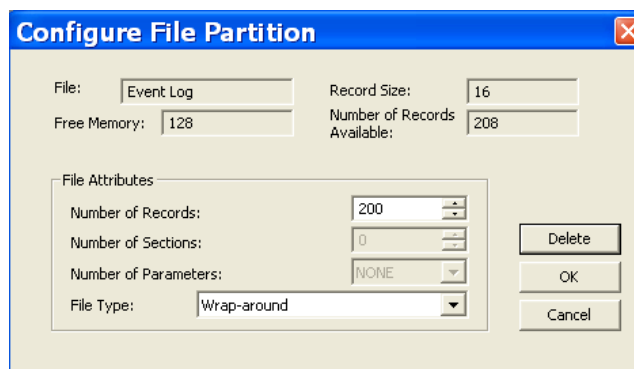 Configure File Partition
File: Event Log
Record Size: 16
Free Memory: 128
Number of Records Available: 208
File Attributes
Number of Records: 200
Number of Sections: 0
Number of Parameters: NONE
File Type: Wrap-around
Delete
OK
Cancel